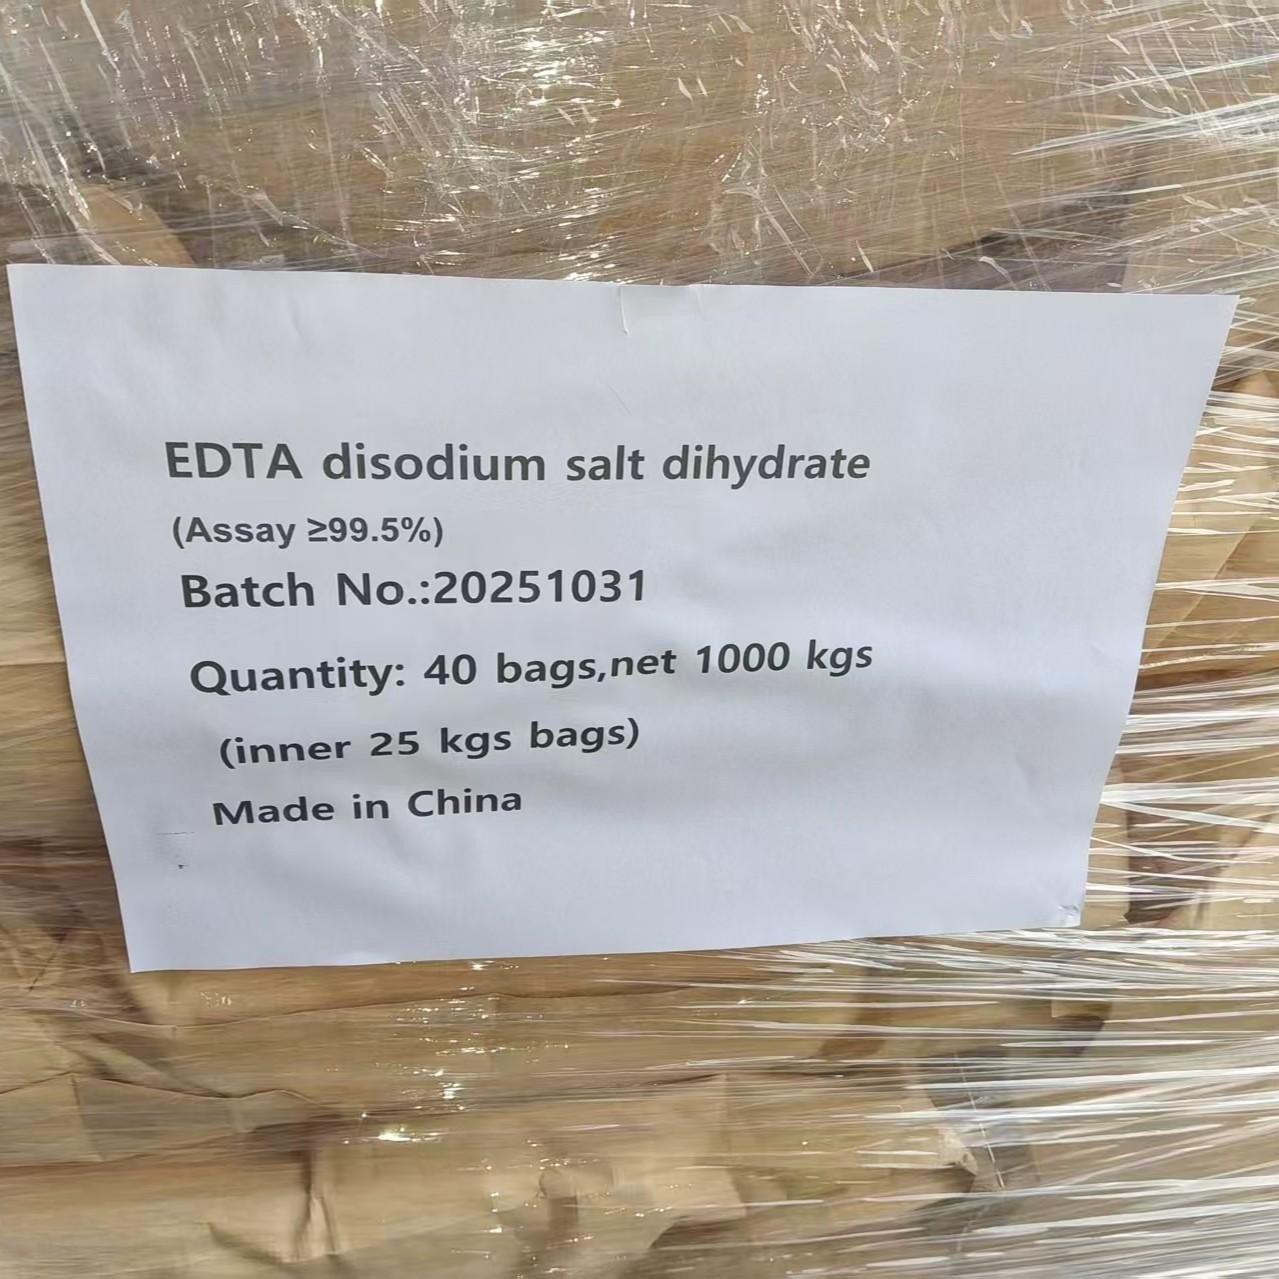 EDTA disodium salt dihydrate
(Assay ≥99.5%)
Batch No.:20251031
Quantity: 40 bags,net 1000 kgs
(inner 25 kgs bags)
Made in China